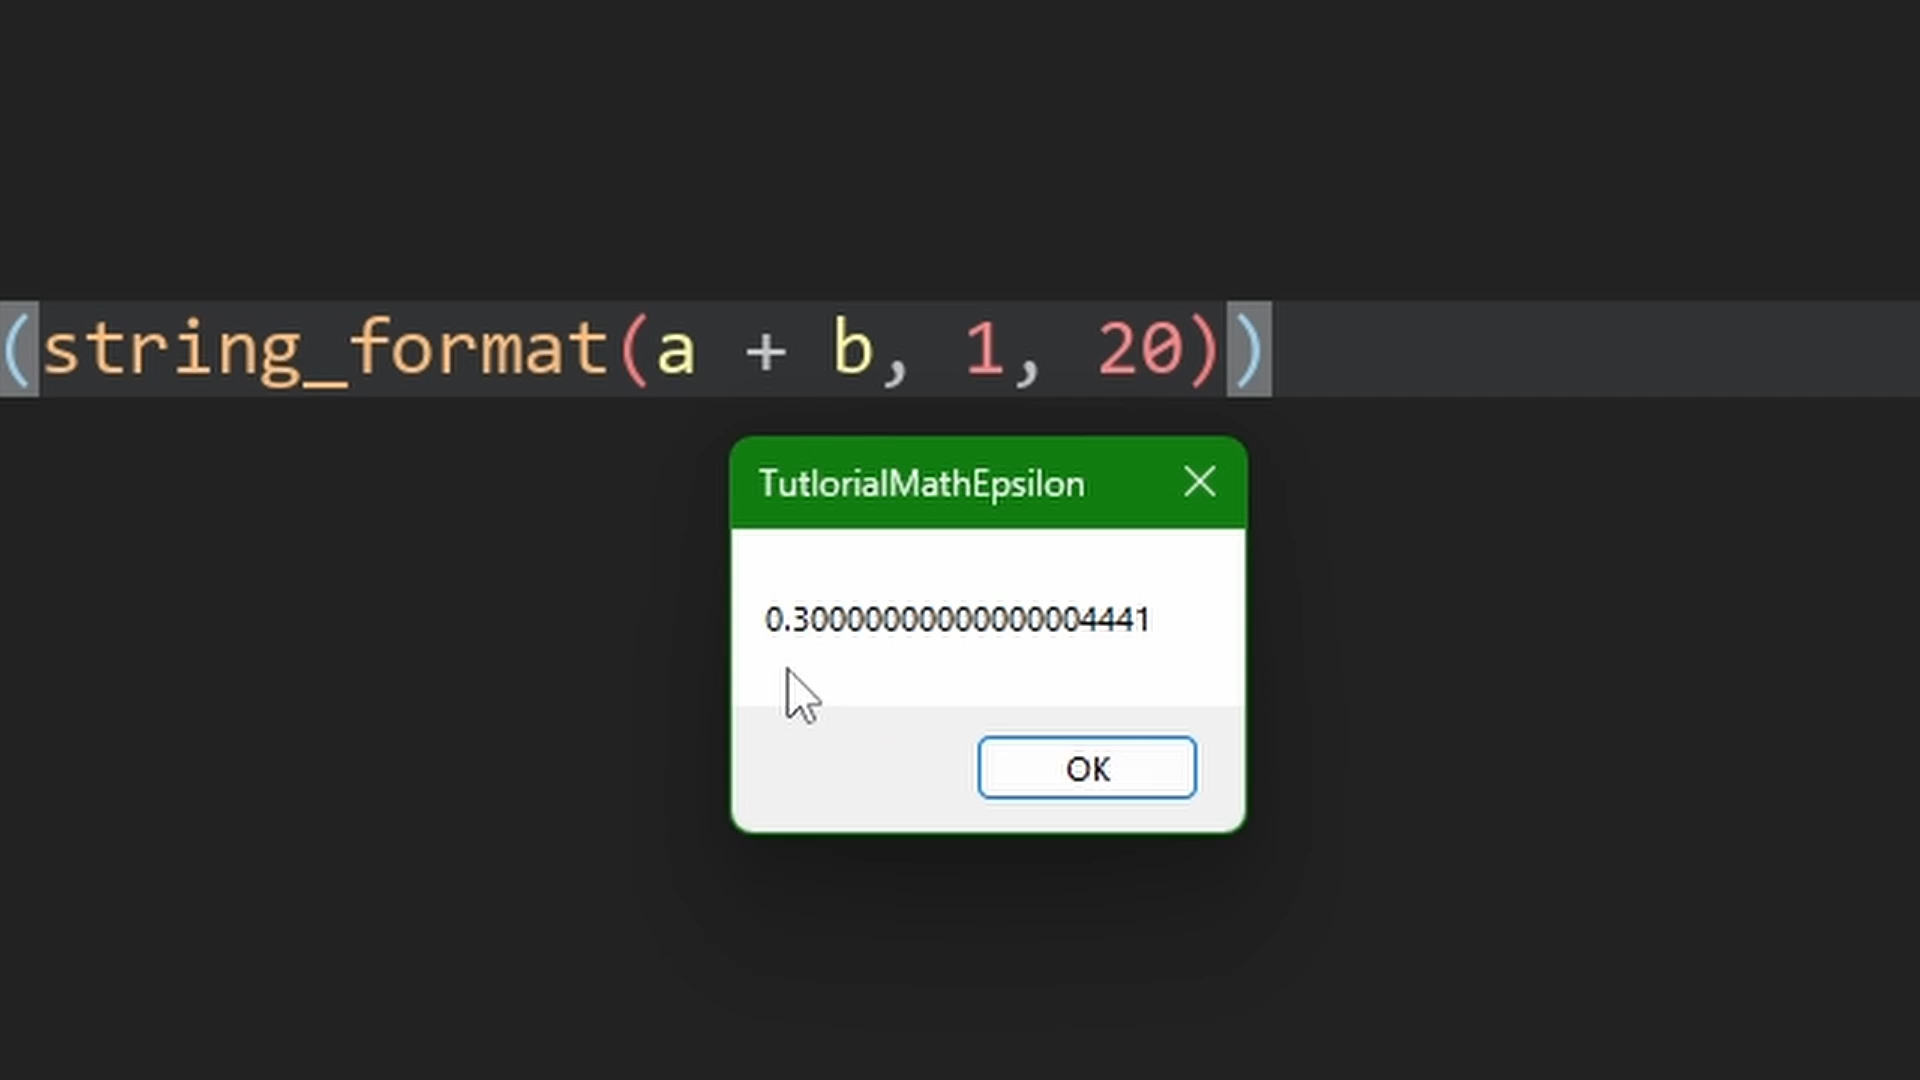 (string_format(a + b, 1, 20))
TutlorialMathEpsilon
0.30000000000000004441
OK